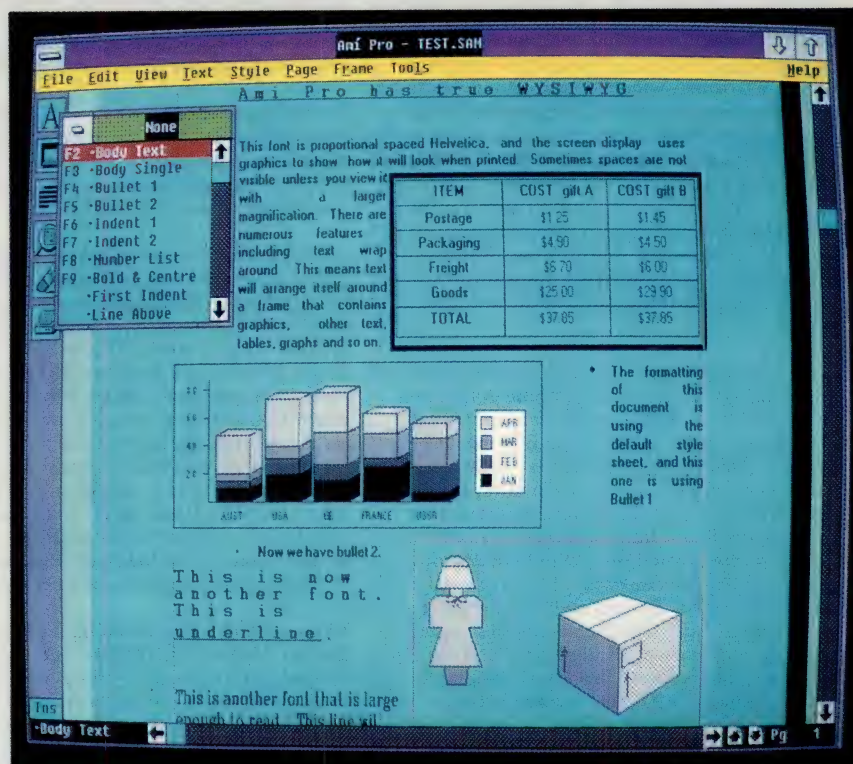 Amí Pro - TEST.SAM
File Edit View Text Style Page Frame Tools Help
Ami Pro has true WYSIWYG
None
F2 ·Body Text
F3 ·Body Single
F4 ·Bullet 1
F5 ·Bullet 2
F6 ·Indent 1
F7 ·Indent 2
F8 ·Number List
F9 ·Bold & Centre
·First Indent
·Line Above
This font is proportional spaced Helvetica, and the screen display uses
graphics to show how it will look when printed. Sometimes spaces are not
visible unless you view it
with a larger
magnification. There are
numerous features
including text wrap
around This means text
will arrange itself around
a frame that contains
graphics, other text,
tables, graphs and so on.
ITEM COST gift A COST gift B
Postage $1.25 $1.45
Packaging $4.90 $4.50
Freight $6.70 $6.00
Goods $25.00 $29.90
TOTAL $37.85 $37.85
APR
MAR
FEB
JAN
AUST USA UK FRANCE USSR
• The formatting
of this
document is
using the
default style
sheet, and this
one is using
Bullet 1
· Now we have bullet 2.
This is now
another font.
This is
underline.
This is another font that is large
enough to read. This line wil
Ins
·Body Text Pg 1